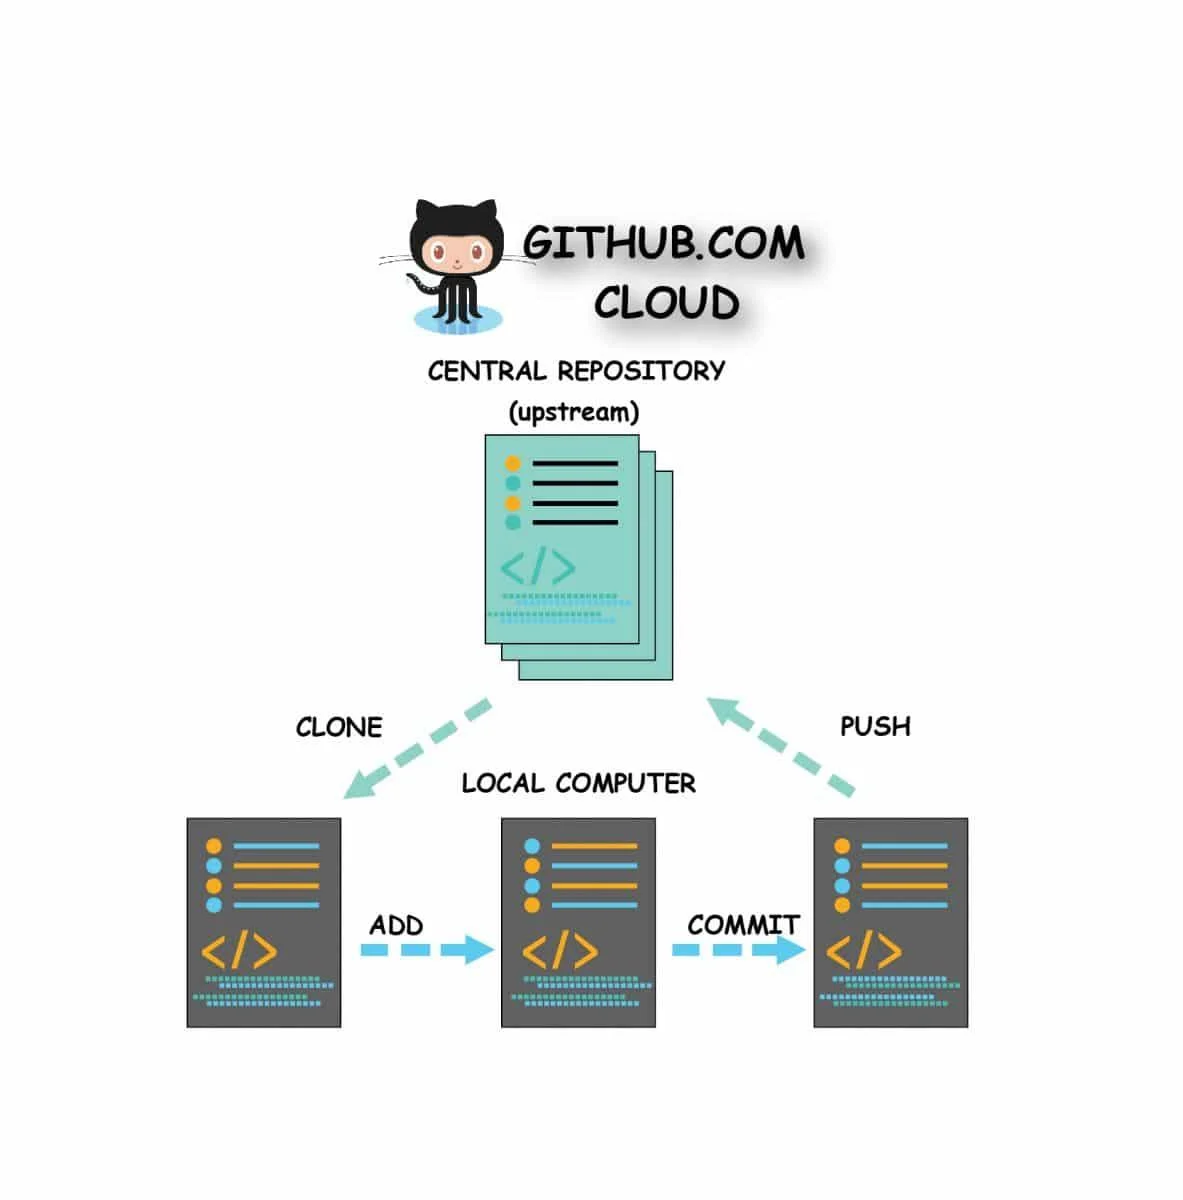 GITHUB.COM
CLOUD
CENTRAL REPOSITORY
(upstream)
</>
CLONE
PUSH
LOCAL COMPUTER
ADD
COMMIT
</>
</>
</>